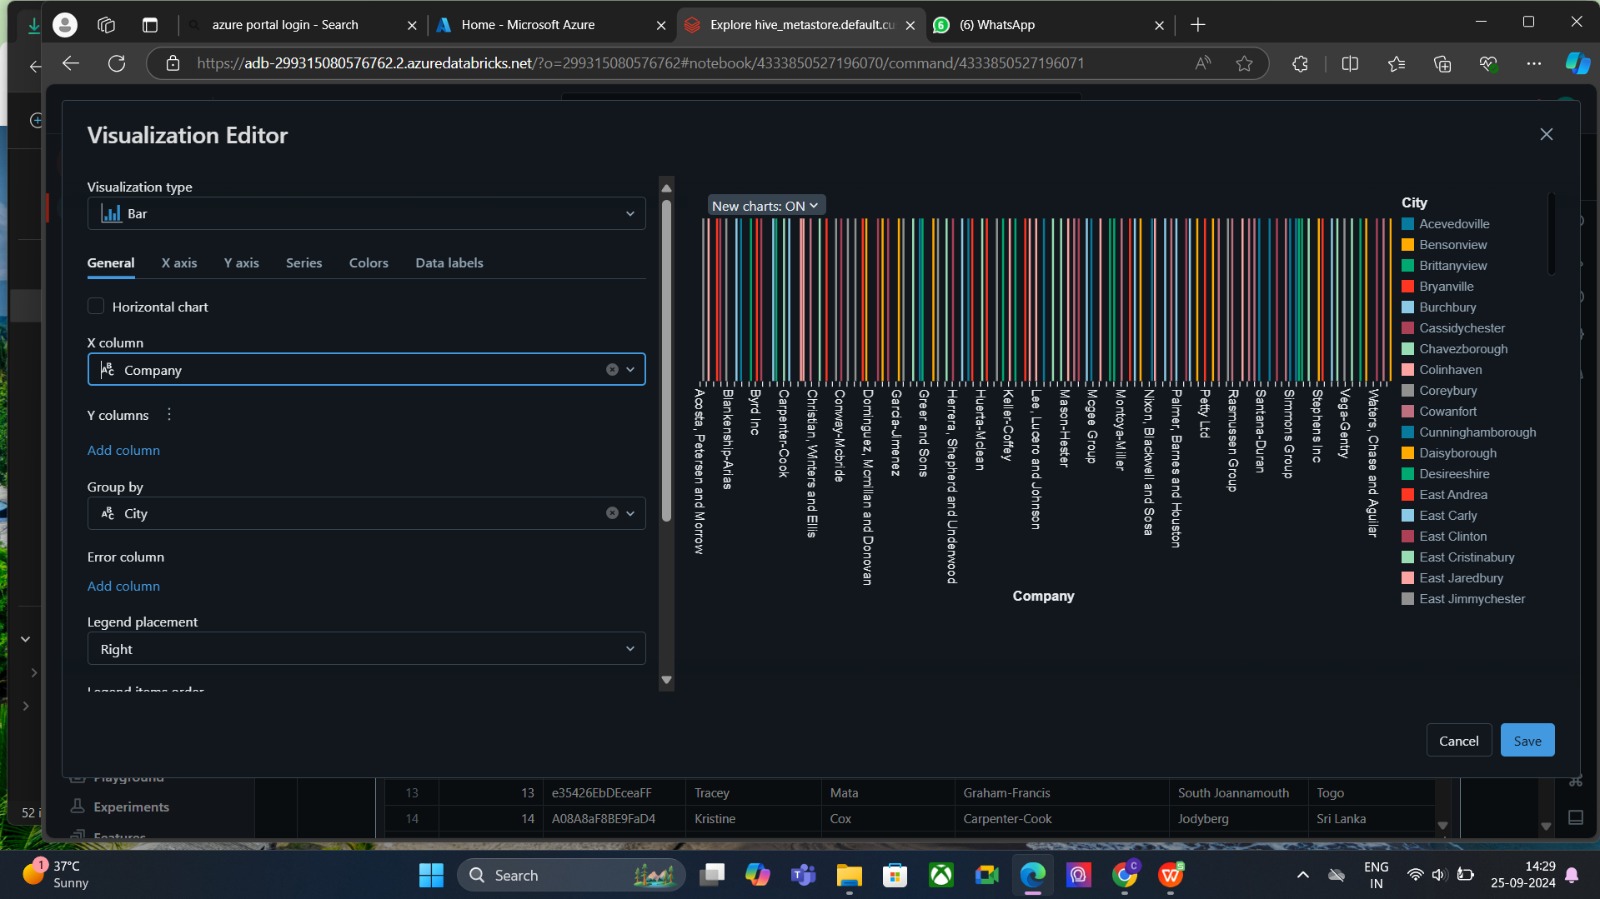 azure portal login - Search
Home - Microsoft Azure
Explore hive_metastore.default.cu
(6) WhatsApp
https://adb-299315080576762.2.azuredatabricks.net/?o=299315080576762#notebook/4333850527196070/command/4333850527196071
Visualization Editor
Visualization type
Bar
General X axis Y axis Series Colors Data labels
Horizontal chart
X column
Company
Y columns
Add column
Group by
City
Error column
Add column
Legend placement
Right
Legend items order
New charts: ON
Acosta, Petersen and Morrow
Blankenship-Arias
Byrd Inc
Carpenter-Cook
Christian, Winters and Ellis
Conway-Mcbride
Dominguez, Mcmillan and Donovan
Garcia-Jimenez
Greer and Sons
Herrera, Shepherd and Underwood
Huerta-Mclean
Keller-Coffey
Lee, Lucero and Johnson
Mason-Hester
Mcgee Group
Montoya-Miller
Nixon, Blackwell and Sosa
Palmer, Barnes and Houston
Petty Ltd
Rasmussen Group
Santana-Duran
Simmons Group
Stephens Inc
Vega-Gentry
Waters, Chase and Aguilar
Company
City
Acevedoville
Bensonview
Brittanyview
Bryanville
Burchbury
Cassidychester
Chavezborough
Colinhaven
Coreybury
Cowanfort
Cunninghamborough
Daisyborough
Desireeshire
East Andrea
East Carly
East Clinton
East Cristinabury
East Jaredbury
East Jimmychester
Cancel Save
Playground
Experiments
Features
52 i
13 13 e35426EbDEceaFF Tracey Mata Graham-Francis South Joannamouth Togo
14 14 A08A8aF8BE9FaD4 Kristine Cox Carpenter-Cook Jodyberg Sri Lanka
1
37°C
Sunny
Search
ENG
IN
14:29
25-09-2024